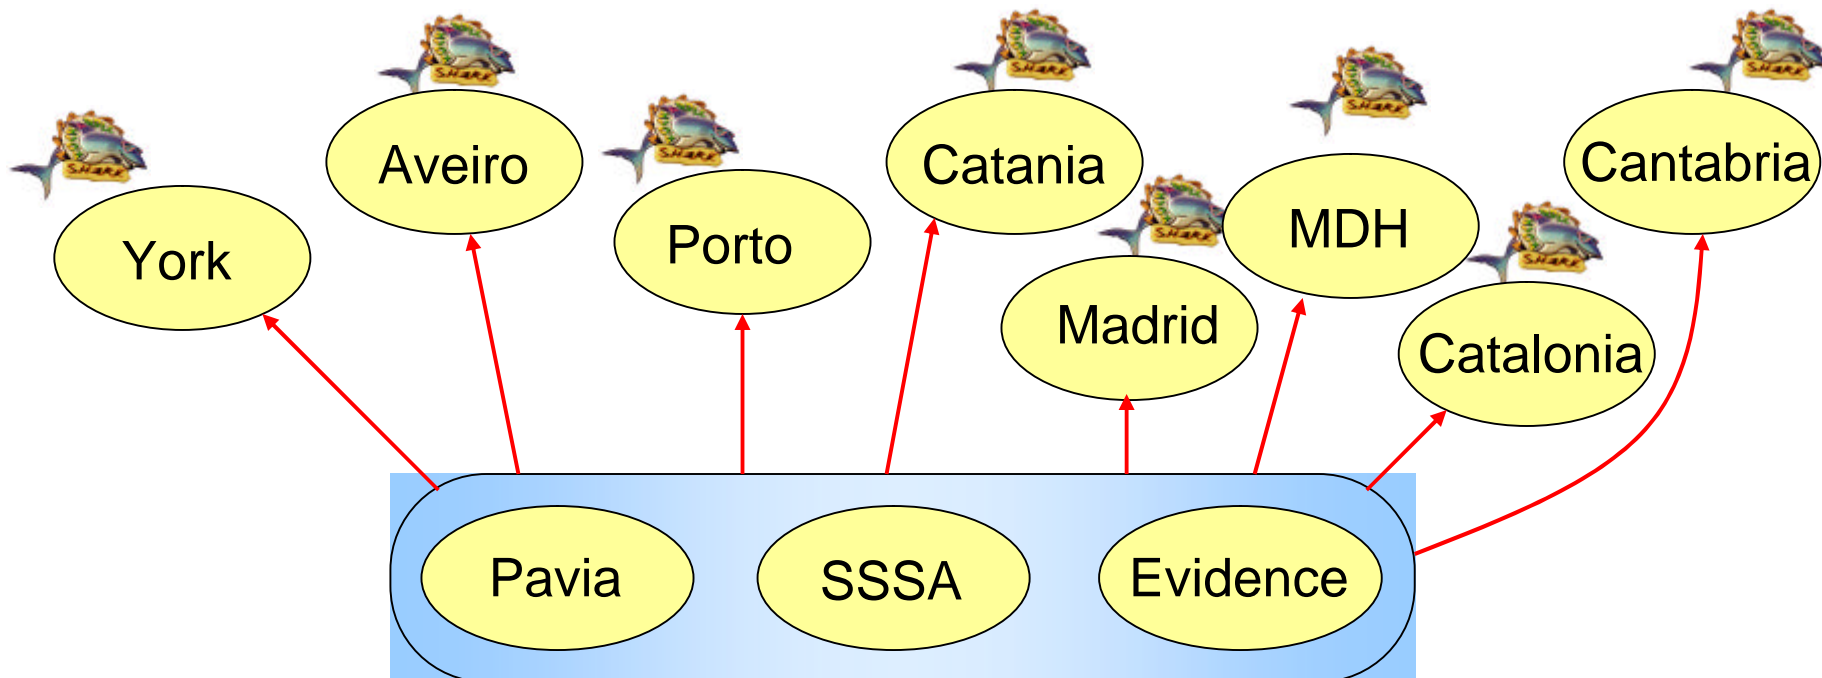 S.H.A.R.K
S.H.A.R.K
S.H.A.R.K
S.H.A.R.K
S.H.A.R.K
S.H.A.R.K
S.H.A.R.K
S.H.A.R.K
York
Aveiro
Porto
Catania
Madrid
MDH
Catalonia
Cantabria
Pavia
SSSA
Evidence